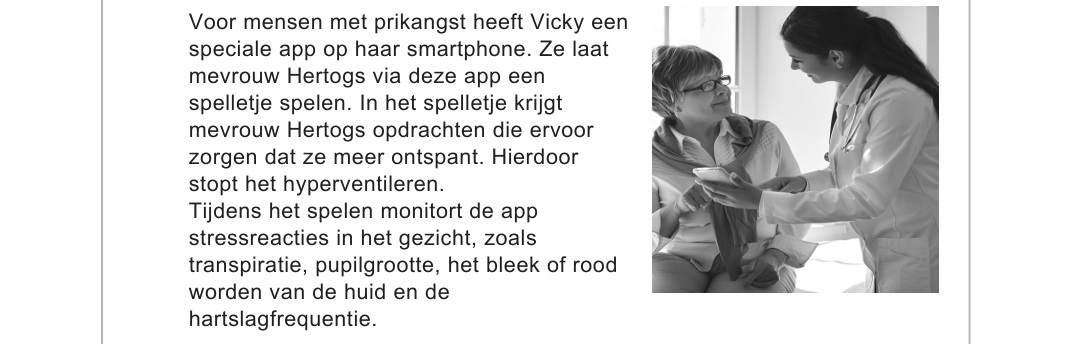 Voor mensen met prikangst heeft Vicky een
speciale app op haar smartphone. Ze laat
mevrouw Hertogs via deze app een
spelletje spelen. In het spelletje krijgt
mevrouw Hertogs opdrachten die ervoor
zorgen dat ze meer ontspant. Hierdoor
stopt het hyperventileren.
Tijdens het spelen monitort de app
stressreacties in het gezicht, zoals
transpiratie, pupilgrootte, het bleek of rood
worden van de huid en de
hartslagfrequentie.